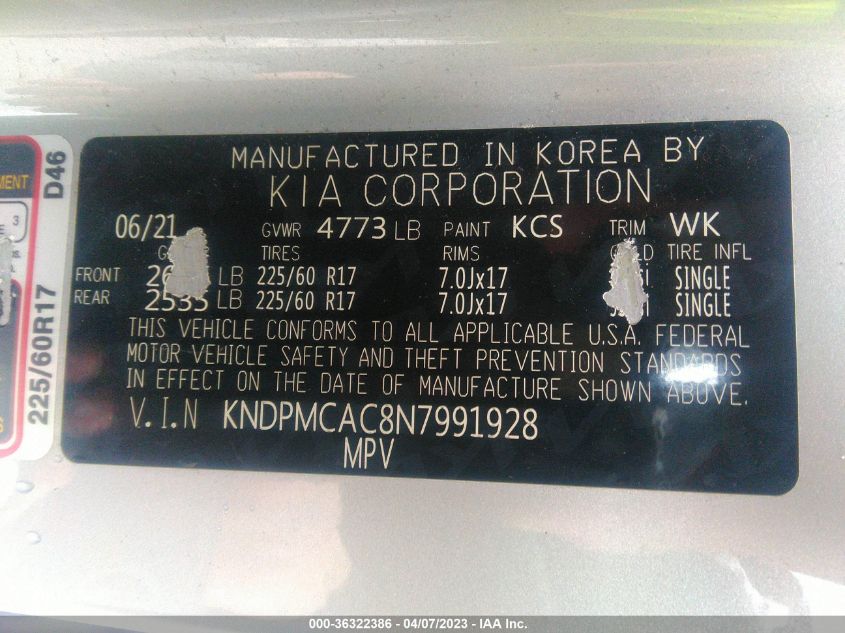 MANUFACTURED IN KOREA BY
KIA CORPORATION
06/21 GVWR 4773 LB PAINT KCS TRIM WK
TIRES RIMS TIRE INFL
FRONT LB 225/60 R17 7.0Jx17 SINGLE
REAR 2535 LB 225/60 R17 7.0Jx17 SINGLE
THIS VEHICLE CONFORMS TO ALL APPLICABLE U.S.A. FEDERAL
MOTOR VEHICLE SAFETY AND THEFT PREVENTION STANDARDS
IN EFFECT ON THE DATE OF MANUFACTURE SHOWN ABOVE.
V.I.N KNDPMCAC8N7991928
MPV
D46
225/60R17
3
000-36322386 - 04/07/2023 - IAA Inc.